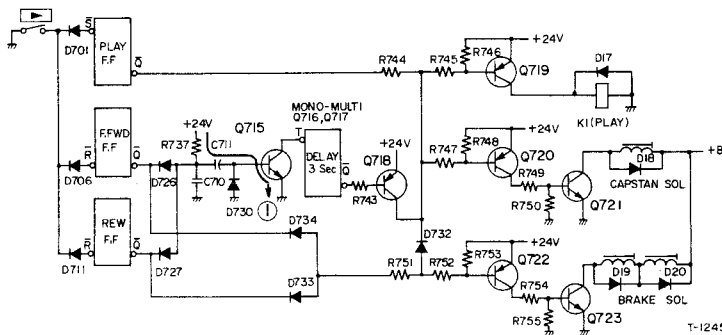 S̄
PLAY
F.F
Q̄
D701
R744
R745
R746
+24V
Q719
D17
K1(PLAY)
F.FWD
F.F
R̄
Q̄
D706
D726
+24V
R737
C711
C710
D730
Q715
1
MONO-MULTI
Q716,Q717
T
DELAY
3 Sec
Q̄
R743
+24V
Q718
R747
R748
+24V
Q720
R749
R750
Q721
D18
CAPSTAN SOL
+B
REW
F.F
R̄
Q̄
D711
D727
D734
D733
D732
R751
R752
R753
+24V
Q722
R754
R755
Q723
D19
D20
BRAKE SOL